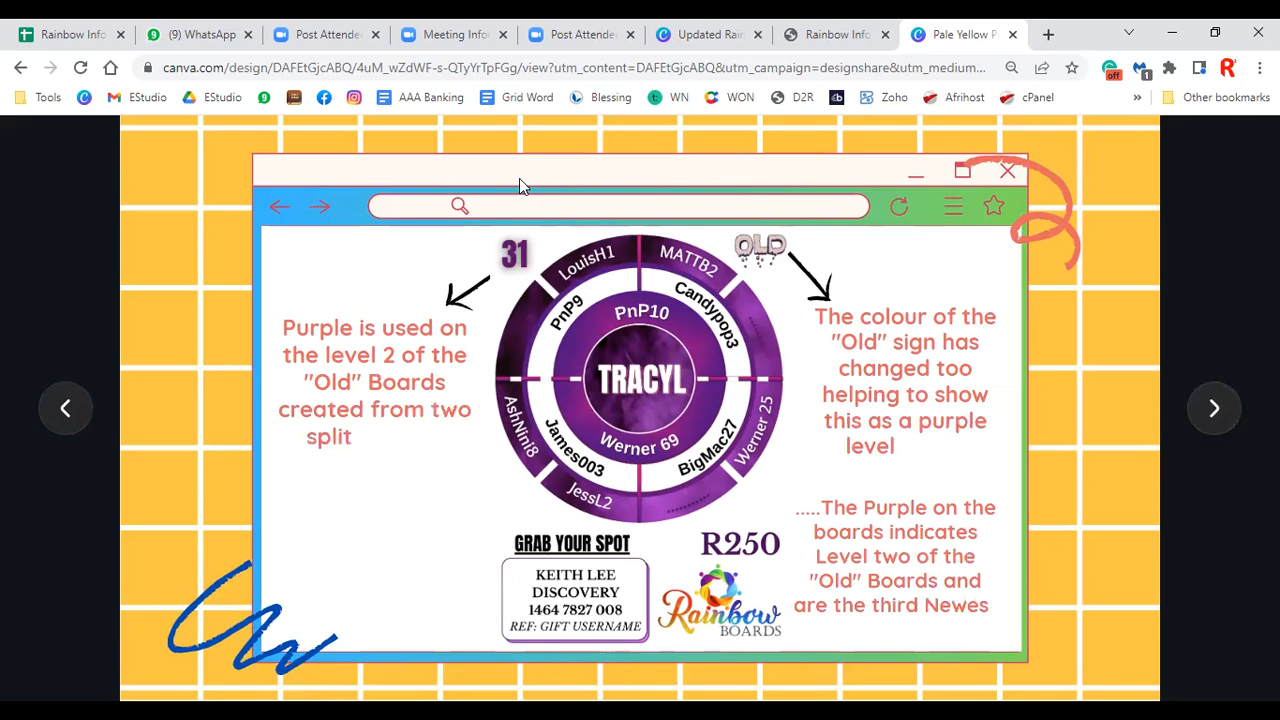 Rainbow Info
(9) WhatsApp
Post Attende
Meeting Info
Post Attende
Updated Rai
Rainbow Info
Pale Yellow P
canva.com/design/DAFEtGjcABQ/4uM_wZdWF-s-QTyYrTpFGg/view?utm_content=DAFEtGjcABQ&utm_campaign=designshare&utm_medium...
off
1
R
Tools
EStudio
EStudio
AAA Banking
Grid Word
Blessing
WN
WON
D2R
Zoho
Afrihost
cPanel
»
Other bookmarks
31
OLD
LouisH1
MATTB2
PnP9
Candypop3
PnP10
TRACYL
Werner 69
James003
BigMac27
AshNini8
Werner 25
JessL2
Purple is used on
the level 2 of the
"Old" Boards
created from two
split
The colour of the
"Old" sign has
changed too
helping to show
this as a purple
level
.....The Purple on the
boards indicates
Level two of the
"Old" Boards and
are the third Newes
GRAB YOUR SPOT
R250
KEITH LEE
DISCOVERY
1464 7827 008
REF: GIFT USERNAME
Rainbow
BOARDS